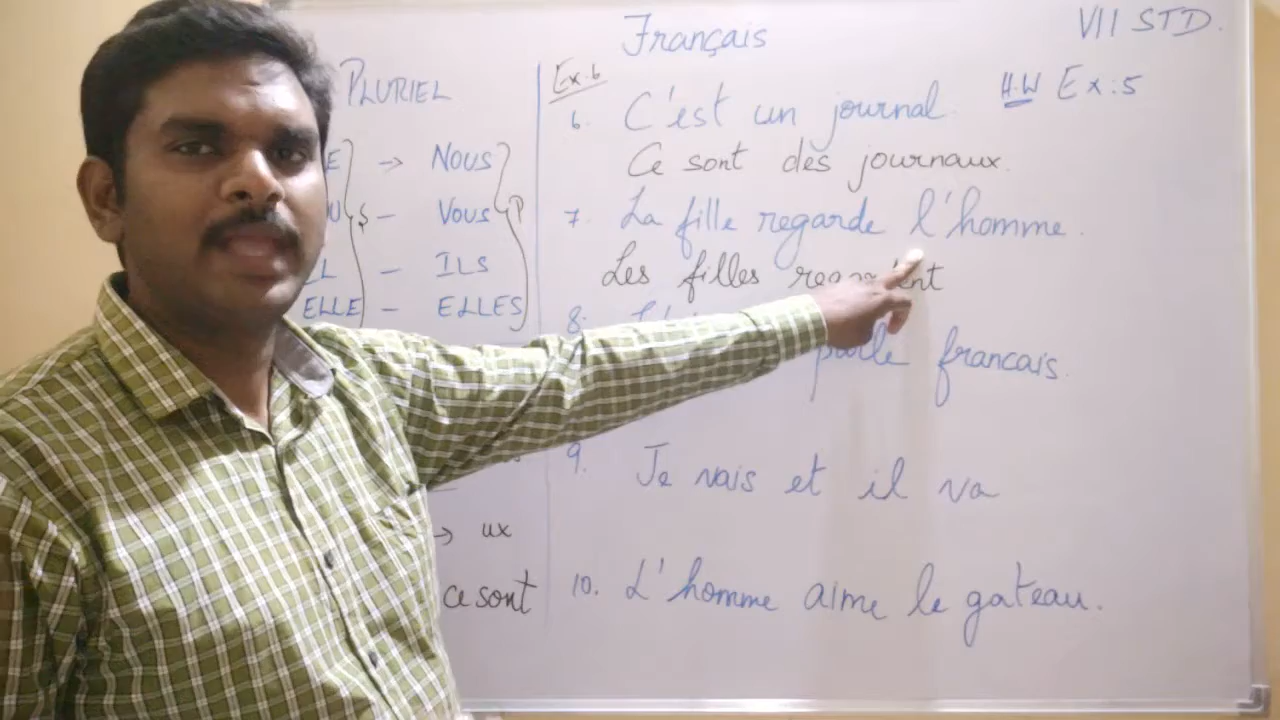 Français
VII STD.
PLURIEL
→ NOUS
S - VOUS P
IL - ILS
ELLE - ELLES
→ ux
ce sont
Ex.6
H.W Ex:5
6. C'est un journal.
Ce sont des journaux.
7. La fille regarde l'homme.
Les filles regardent
8. parle francais.
9. Je vais et il va
10. L'homme aime le gateau.